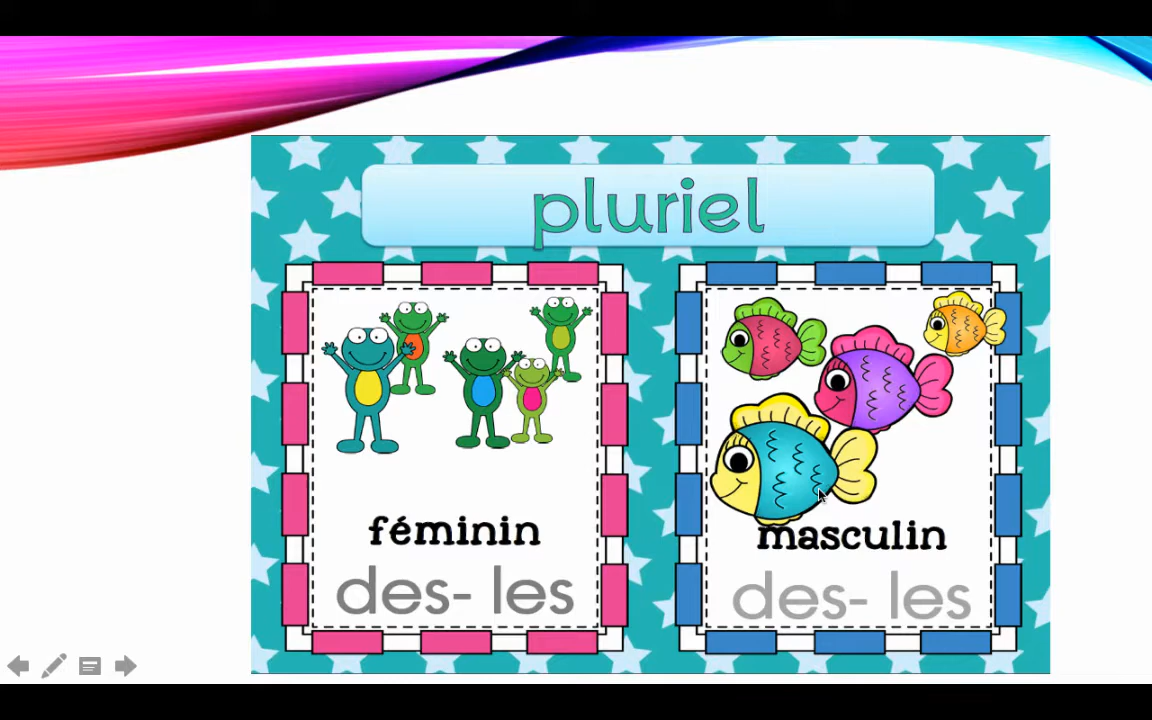 pluriel
féminin
des- les
masculin
des- les